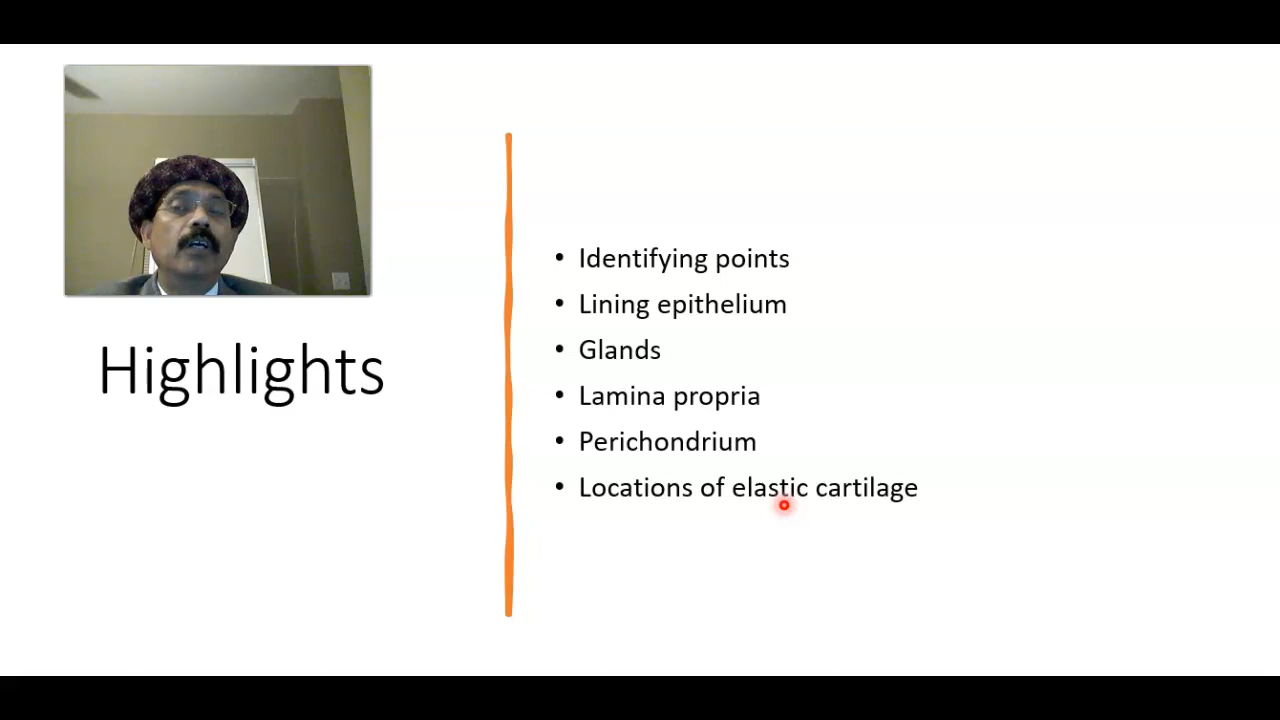 Highlights
• Identifying points
• Lining epithelium
• Glands
• Lamina propria
• Perichondrium
• Locations of elastic cartilage